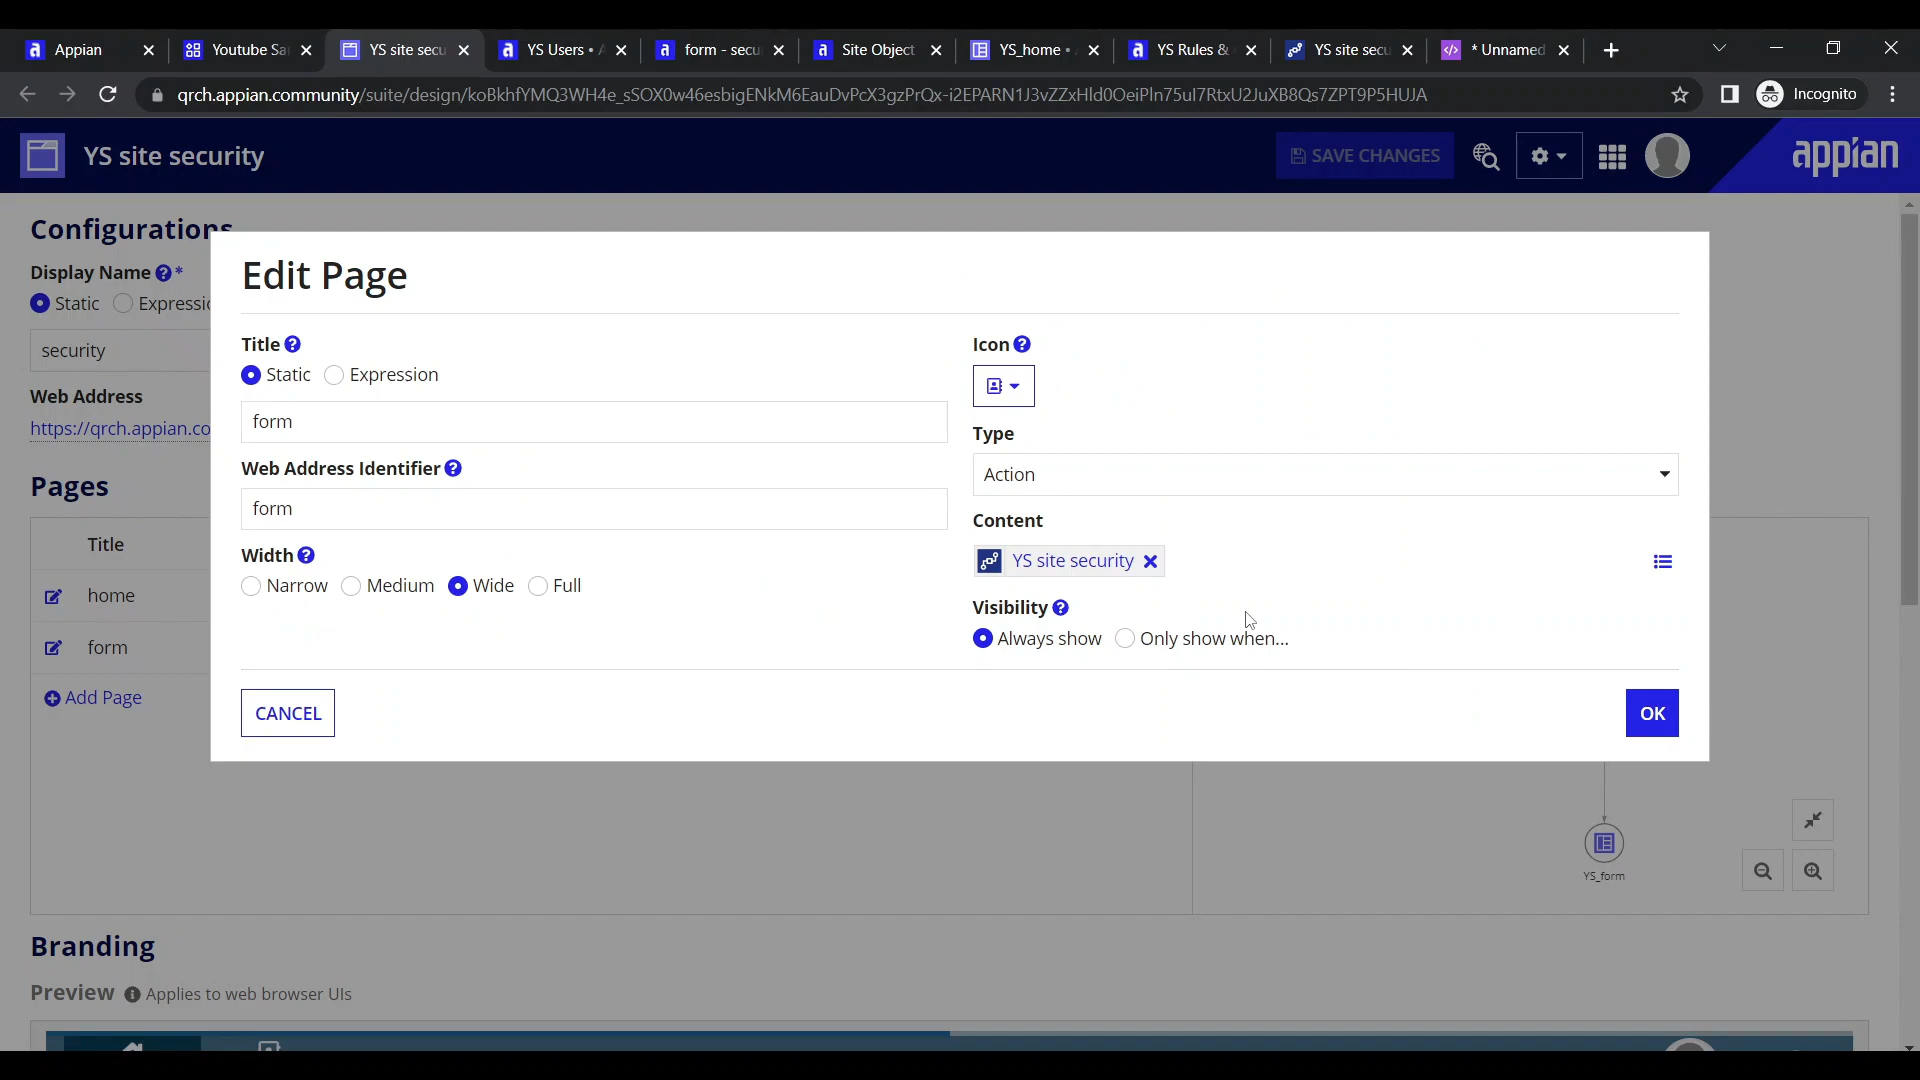 Appian
Youtube Sa
YS site secu
YS Users • A
form - secu
Site Object
YS_home •
YS Rules &
YS site secu
* Unnamed
qrch.appian.community/suite/design/koBkhfYMQ3WH4e_sSOX0w46esbigENkM6EauDvPcX3gzPrQx-i2EPARN1J3vZZxHld0OeiPln75uI7RtxU2JuXB8Qs7ZPT9P5HUJA
Incognito
YS site security
SAVE CHANGES
appian
Configurations
Display Name ? *
Static Expressio
security
Web Address
https://qrch.appian.co
Pages
Title
home
form
Add Page
Edit Page
Title ?
Static Expression
form
Web Address Identifier ?
form
Width ?
Narrow Medium Wide Full
Icon ?
Type
Action
Content
YS site security
Visibility ?
Always show Only show when...
CANCEL
OK
YS_form
Branding
Preview Applies to web browser UIs